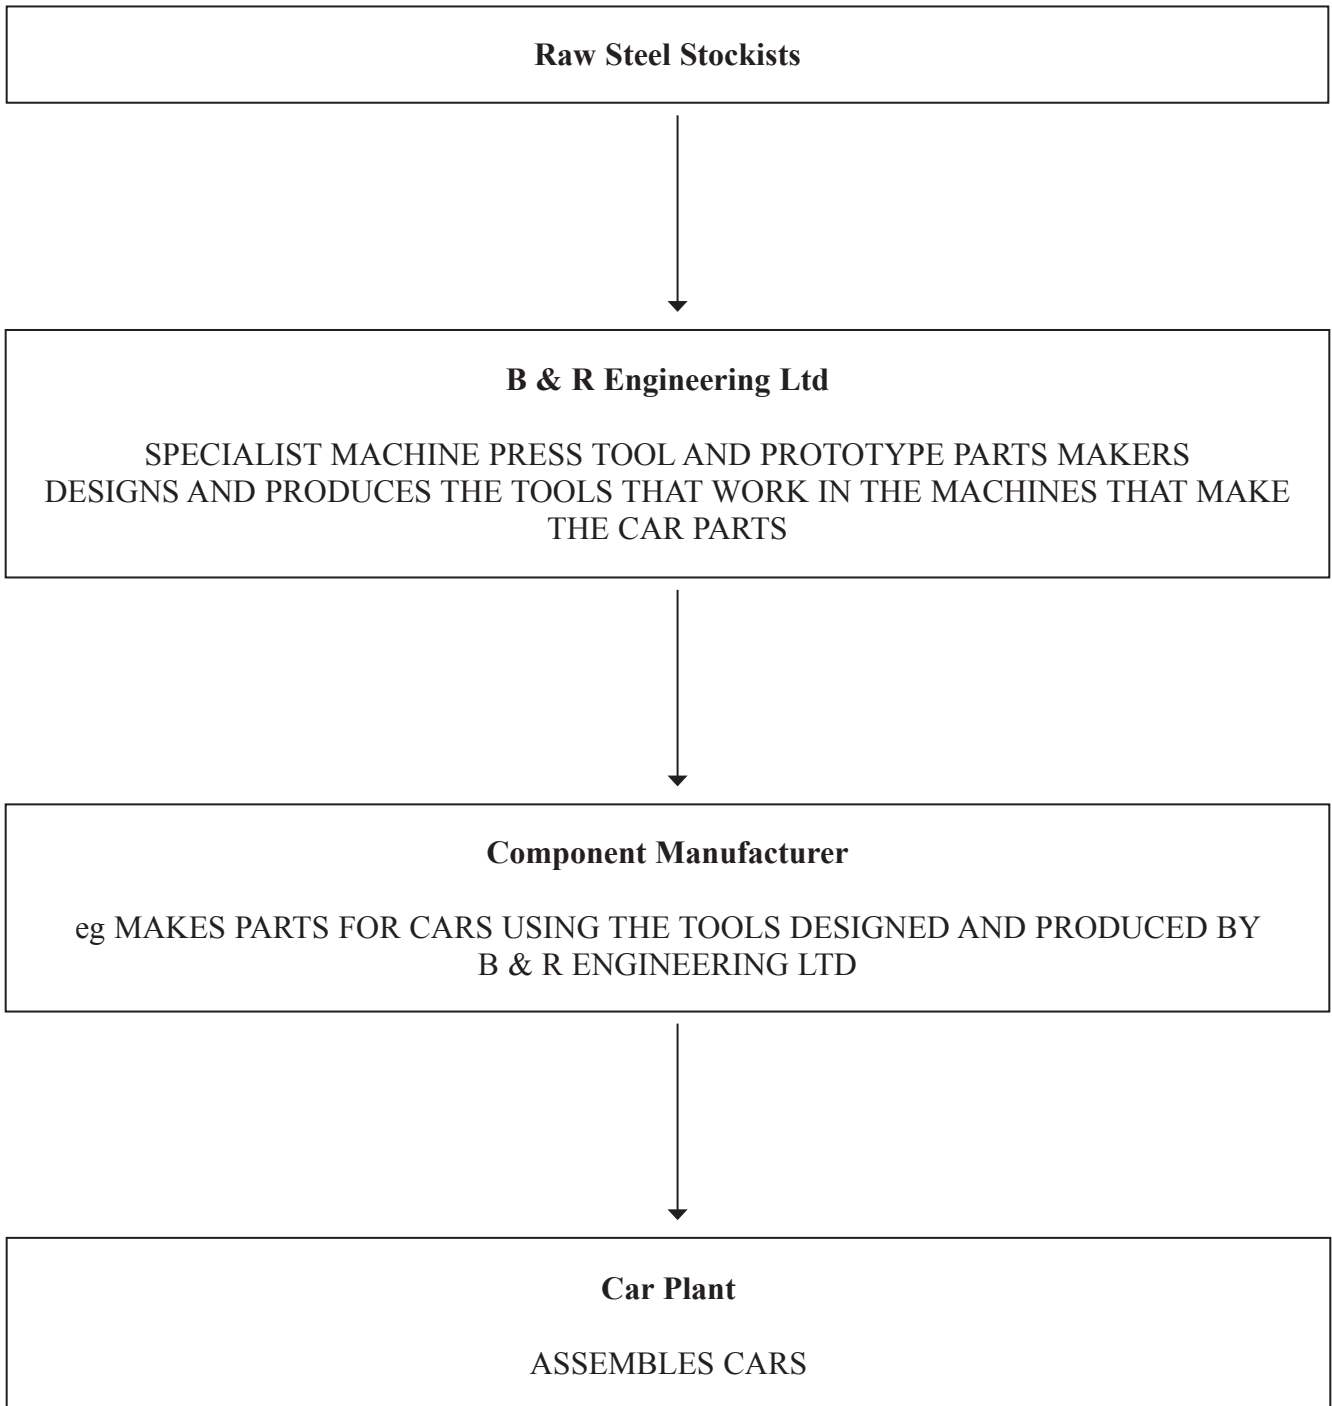 Raw Steel Stockists
B & R Engineering Ltd
SPECIALIST MACHINE PRESS TOOL AND PROTOTYPE PARTS MAKERS
DESIGNS AND PRODUCES THE TOOLS THAT WORK IN THE MACHINES THAT MAKE
THE CAR PARTS
Component Manufacturer
eg MAKES PARTS FOR CARS USING THE TOOLS DESIGNED AND PRODUCED BY
B & R ENGINEERING LTD
Car Plant
ASSEMBLES CARS